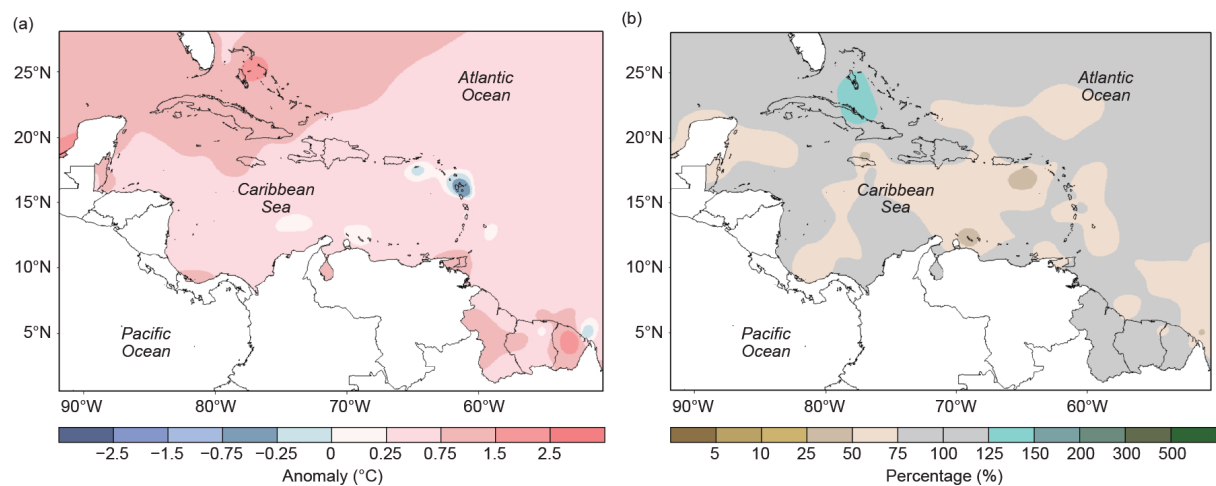 (a)
25°N
20°N
15°N
10°N
5°N
Atlantic
Ocean
Caribbean
Sea
Pacific
Ocean
90°W 80°W 70°W 60°W
−2.5 −1.5 −0.75 −0.25 0 0.25 0.75 1.5 2.5
Anomaly (°C)
(b)
25°N
20°N
15°N
10°N
5°N
Atlantic
Ocean
Caribbean
Sea
Pacific
Ocean
90°W 80°W 70°W 60°W
5 10 25 50 75 100 125 150 200 300 500
Percentage (%)